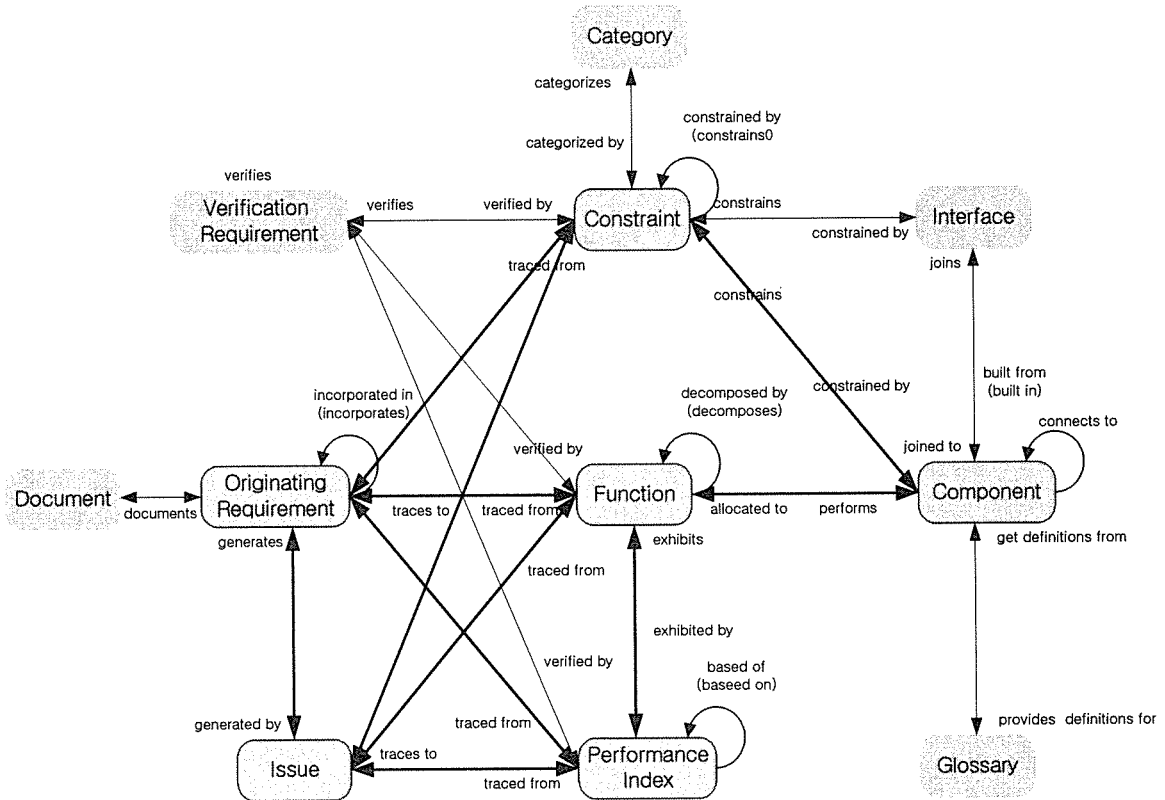 Category
categorizes
constrained by
(constrains0
categorized by
verifies
Verification
Requirement
verifies
verified by
Constraint
constrains
constrained by
Interface
traced from
joins
constrains
incorporated in
(incorporates)
decomposed by
(decomposes)
constrained by
built from
(built in)
connects to
verified by
joined to
Document
documents
Originating
Requirement
traces to
traced from
Function
allocated to
performs
Component
generates
exhibits
get definitions from
traced from
exhibited by
verified by
based of
(baseed on)
generated by
traced from
provides definitions for
Issue
traces to
traced from
Performance
Index
Glossary